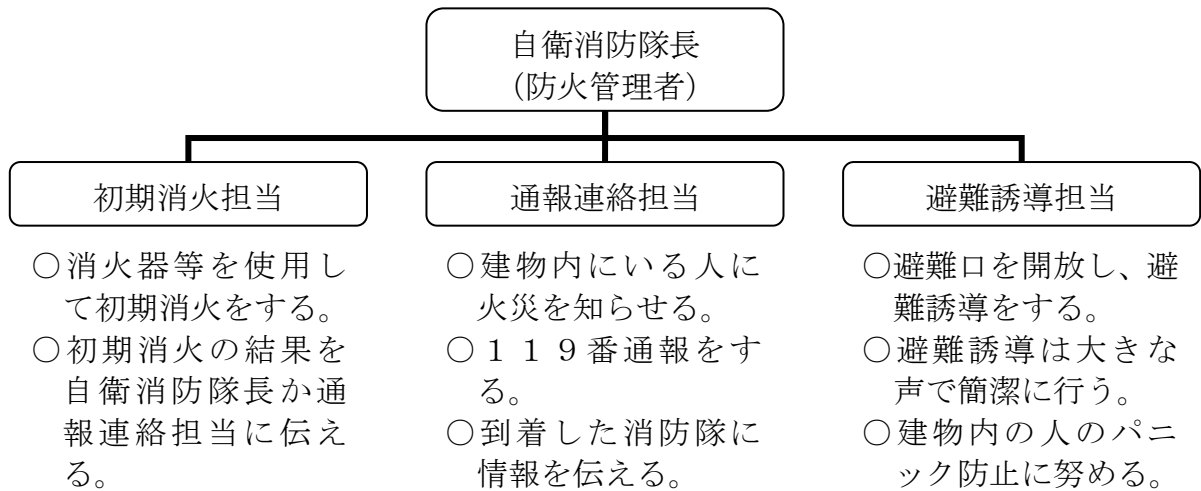 自衛消防隊長
（防火管理者）
初期消火担当
○消火器等を使用し
て初期消火をする。
○初期消火の結果を
自衛消防隊長か通
報連絡担当に伝え
る。
通報連絡担当
○建物内にいる人に
火災を知らせる。
○１１９番通報をす
る。
○到着した消防隊に
情報を伝える。
避難誘導担当
○避難口を開放し、避
難誘導をする。
○避難誘導は大きな
声で簡潔に行う。
○建物内の人のパニ
ック防止に努める。